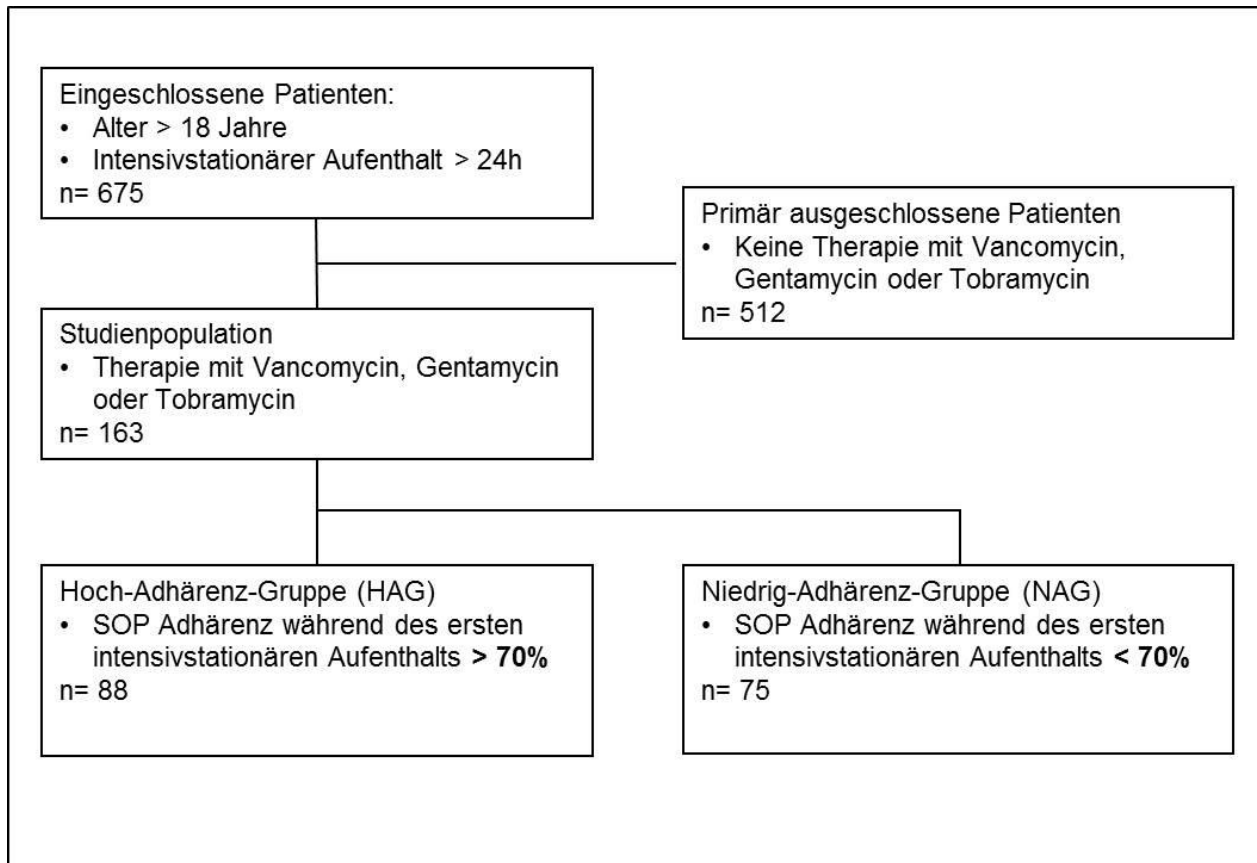 Eingeschlossene Patienten:
• Alter > 18 Jahre
• Intensivstationärer Aufenthalt > 24h
n= 675
Primär ausgeschlossene Patienten
• Keine Therapie mit Vancomycin,
Gentamycin oder Tobramycin
n= 512
Studienpopulation
• Therapie mit Vancomycin, Gentamycin
oder Tobramycin
n= 163
Hoch-Adhärenz-Gruppe (HAG)
• SOP Adhärenz während des ersten
intensivstationären Aufenthalts > 70%
n= 88
Niedrig-Adhärenz-Gruppe (NAG)
• SOP Adhärenz während des ersten
intensivstationären Aufenthalts < 70%
n= 75